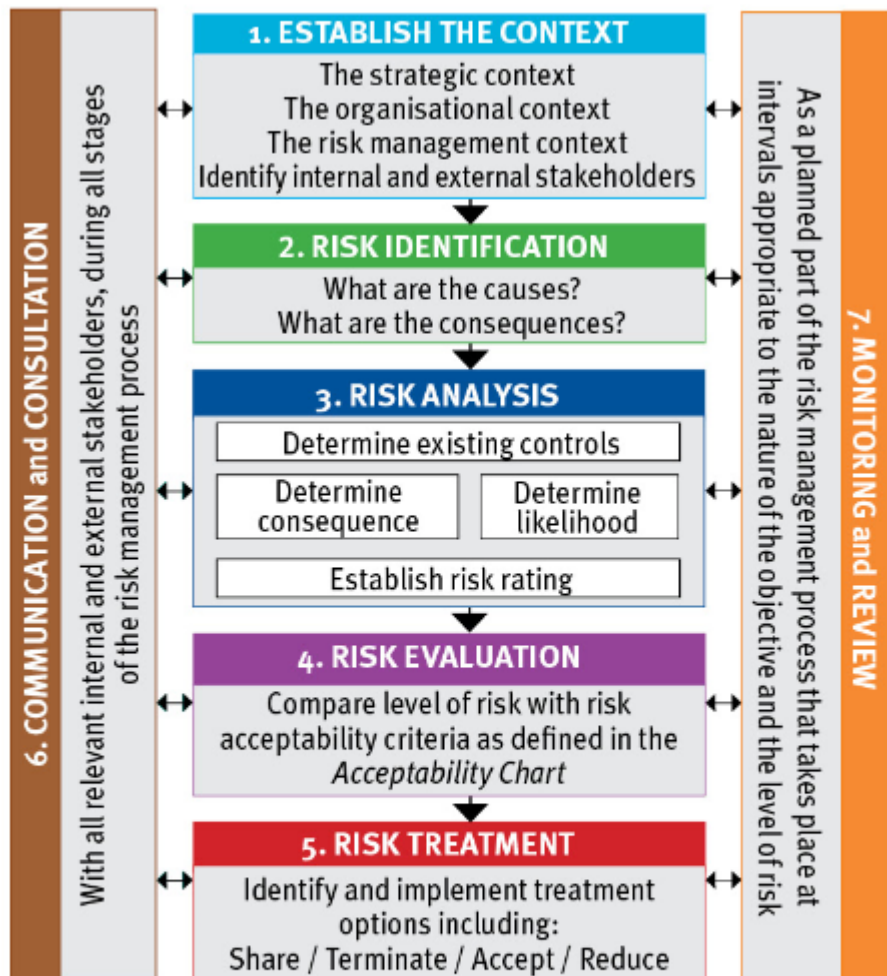 1. ESTABLISH THE CONTEXT
The strategic context
The organisational context
The risk management context
Identify internal and external stakeholders
2. RISK IDENTIFICATION
What are the causes?
What are the consequences?
3. RISK ANALYSIS
Determine existing controls
Determine
consequence
Determine
likelihood
Establish risk rating
4. RISK EVALUATION
Compare level of risk with risk
acceptability criteria as defined in the
Acceptability Chart
5. RISK TREATMENT
Identify and implement treatment
options including:
Share / Terminate / Accept / Reduce
6. COMMUNICATION and CONSULTATION
With all relevant internal and external stakeholders, during all stages
of the risk management process
7. MONITORING and REVIEW
As a planned part of the risk management process that takes place at
intervals appropriate to the nature of the objective and the level of risk